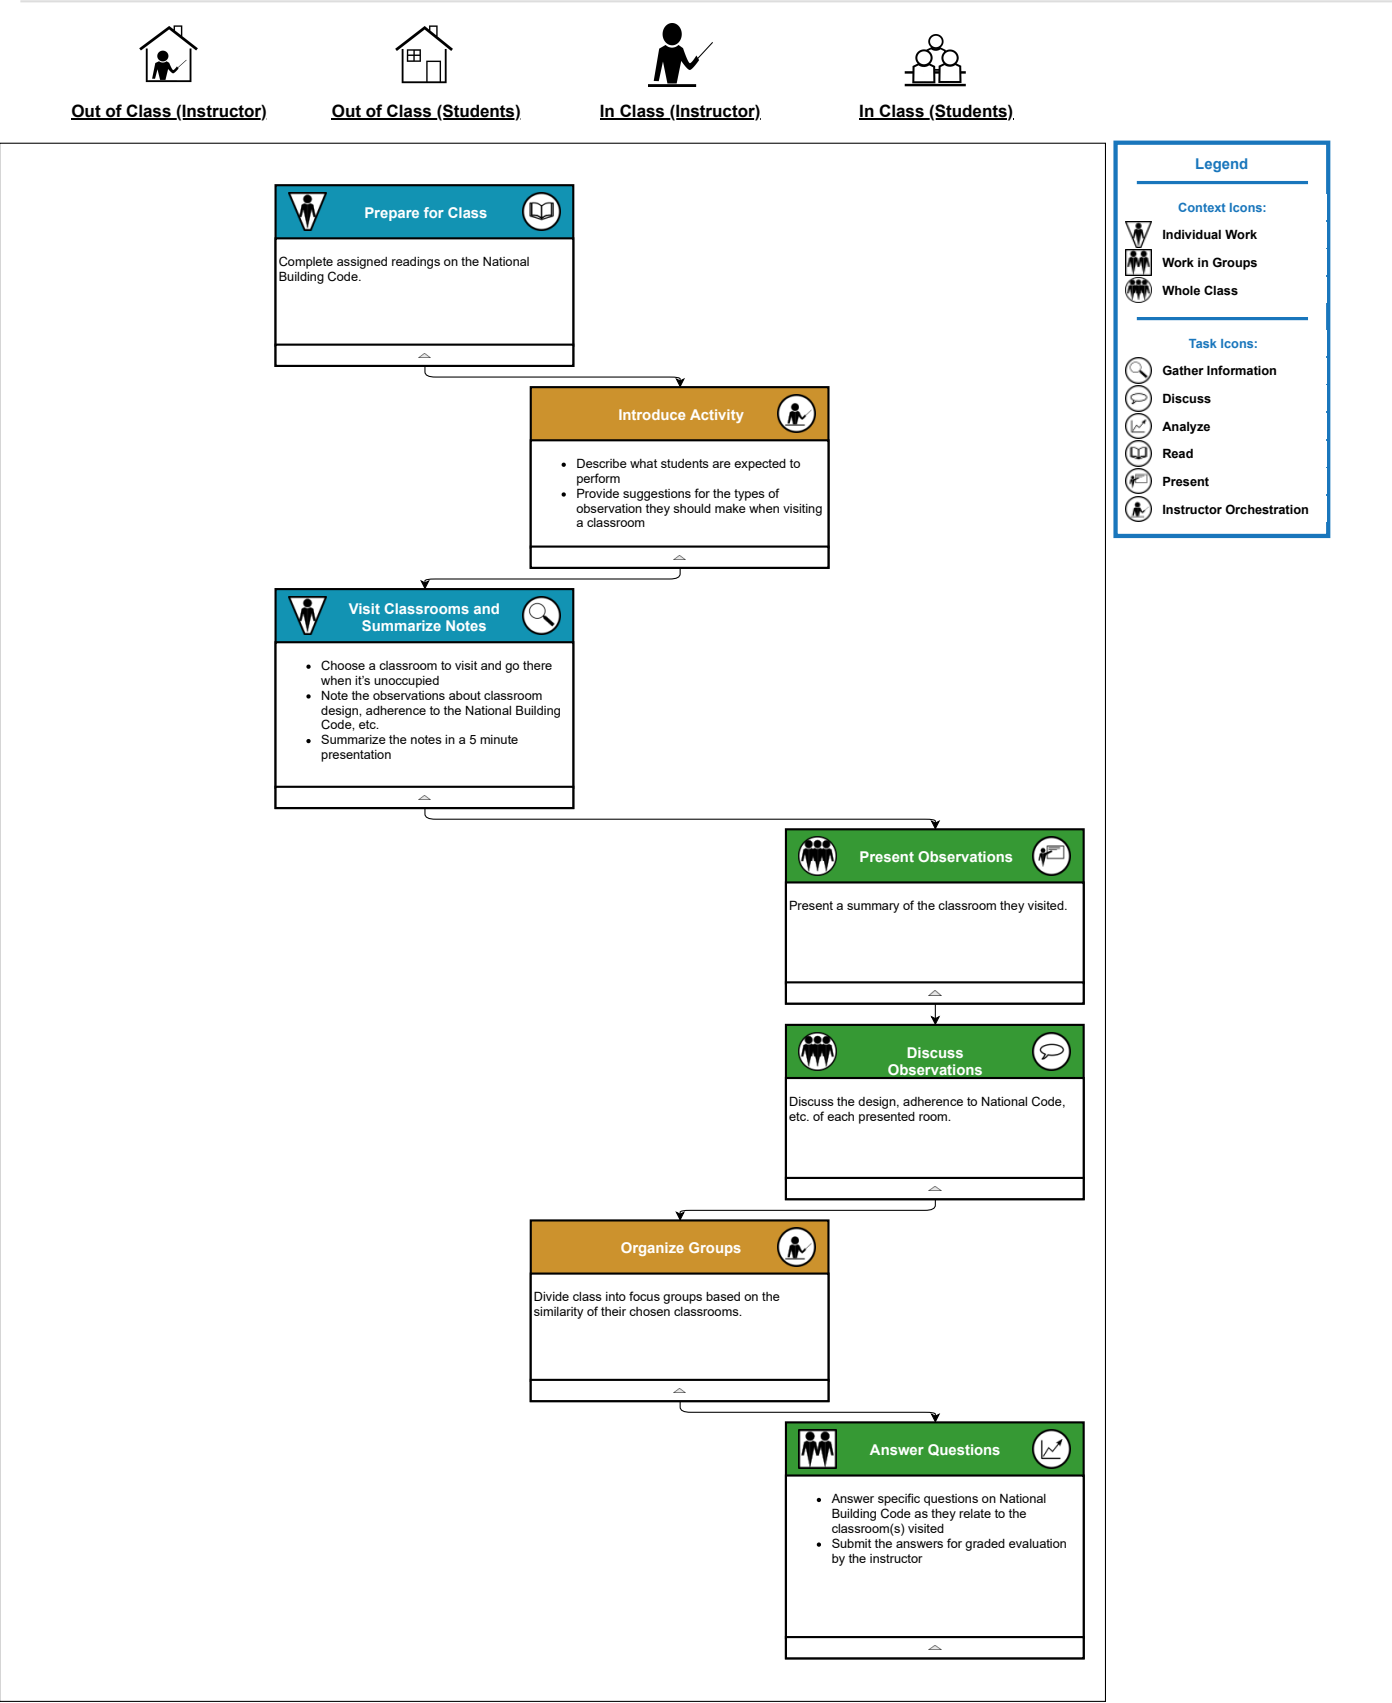 Out of Class (Instructor)
Out of Class (Students)
In Class (Instructor)
In Class (Students)
Prepare for Class
Complete assigned readings on the National
Building Code.
Introduce Activity
• Describe what students are expected to
perform
• Provide suggestions for the types of
observation they should make when visiting
a classroom
Visit Classrooms and
Summarize Notes
• Choose a classroom to visit and go there
when it's unoccupied
• Note the observations about classroom
design, adherence to the National Building
Code, etc.
• Summarize the notes in a 5 minute
presentation
Present Observations
Present a summary of the classroom they visited.
Discuss
Observations
Discuss the design, adherence to National Code,
etc. of each presented room.
Organize Groups
Divide class into focus groups based on the
similarity of their chosen classrooms.
Answer Questions
• Answer specific questions on National
Building Code as they relate to the
classroom(s) visited
• Submit the answers for graded evaluation
by the instructor
Legend
Context Icons:
Individual Work
Work in Groups
Whole Class
Task Icons:
Gather Information
Discuss
Analyze
Read
Present
Instructor Orchestration